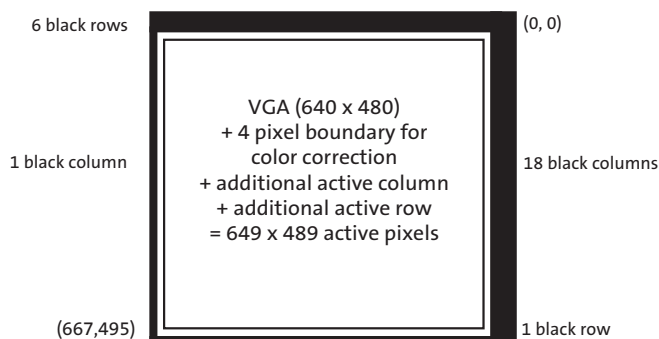 6 black rows
(0, 0)
VGA (640 x 480)
+ 4 pixel boundary for
color correction
+ additional active column
+ additional active row
= 649 x 489 active pixels
1 black column
18 black columns
(667,495)
1 black row